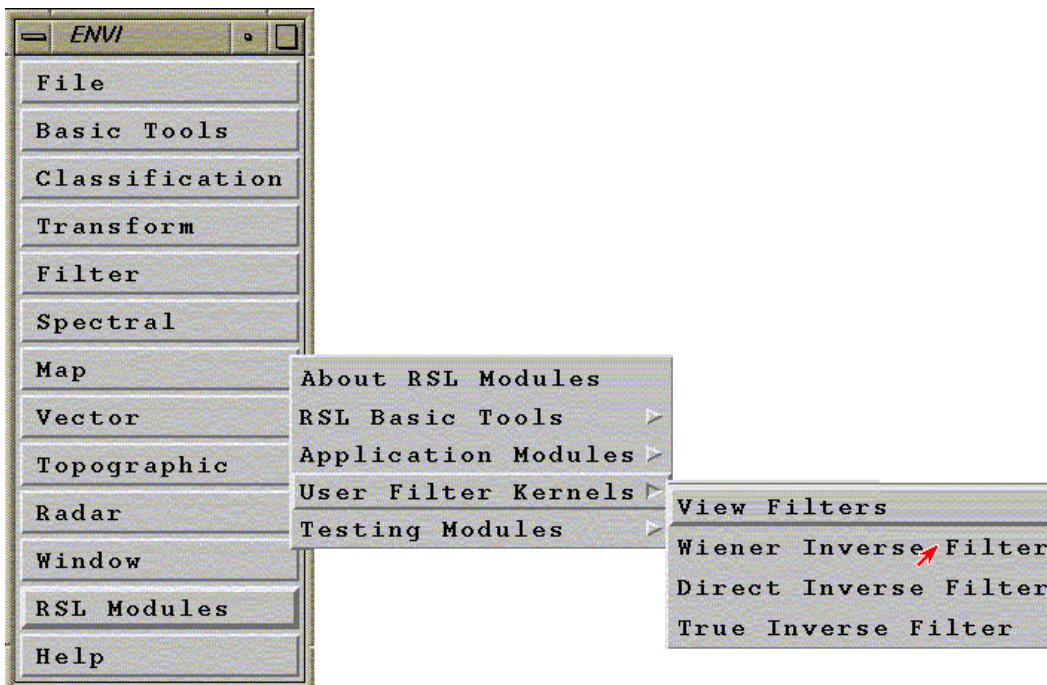 ENVI
File
Basic Tools
Classification
Transform
Filter
Spectral
Map
Vector
Topographic
Radar
Window
RSL Modules
Help
About RSL Modules
RSL Basic Tools
Application Modules
User Filter Kernels
Testing Modules
View Filters
Wiener Inverse Filter
Direct Inverse Filter
True Inverse Filter